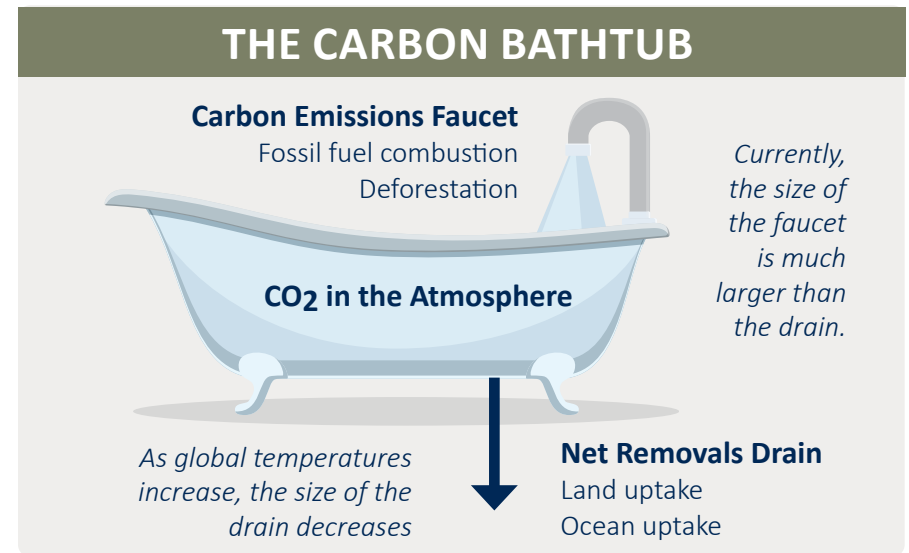 THE CARBON BATHTUB
Carbon Emissions Faucet
Fossil fuel combustion
Deforestation
Currently,
the size of
the faucet
is much
larger than
the drain.
CO2 in the Atmosphere
As global temperatures
increase, the size of the
drain decreases
Net Removals Drain
Land uptake
Ocean uptake